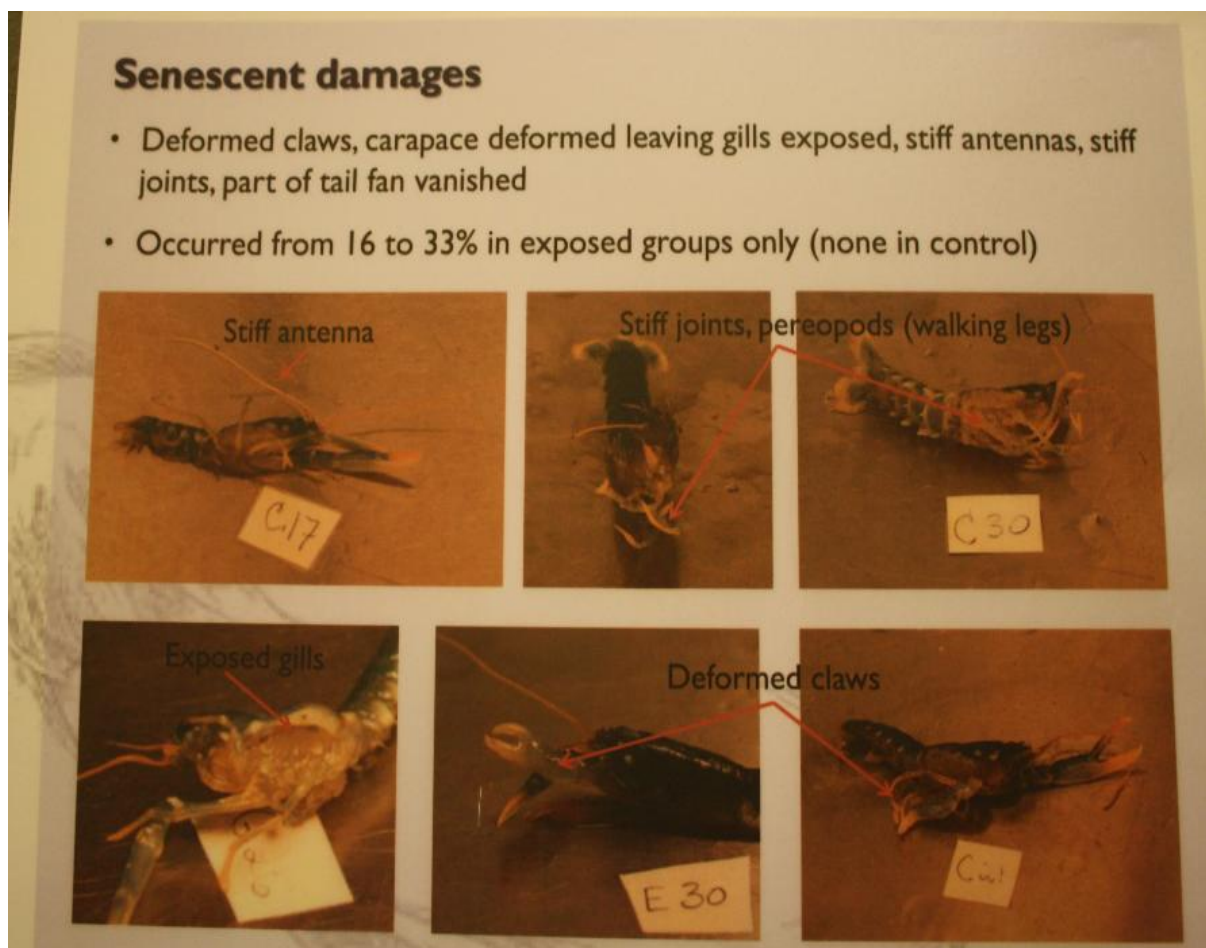 Senescent damages
• Deformed claws, carapace deformed leaving gills exposed, stiff antennas, stiff
joints, part of tail fan vanished
• Occurred from 16 to 33% in exposed groups only (none in control)
Stiff antenna
Stiff joints, pereopods (walking legs)
C17
C 30
Exposed gills
Deformed claws
E 30